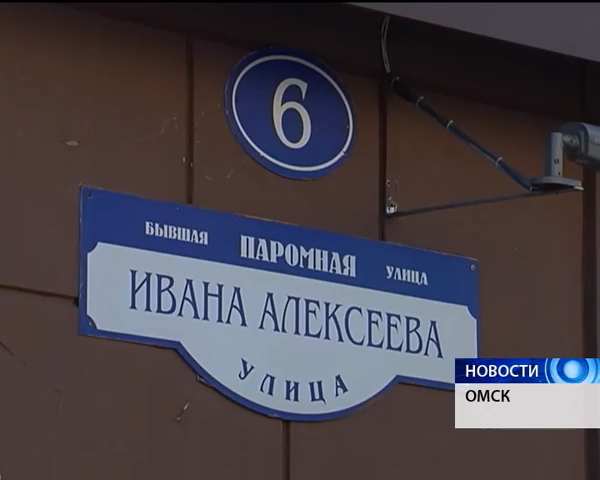 6
БЫВШАЯ ПАРОМНАЯ УЛИЦА
ИВАНА АЛЕКСЕЕВА
УЛИЦА
НОВОСТИ
ОМСК